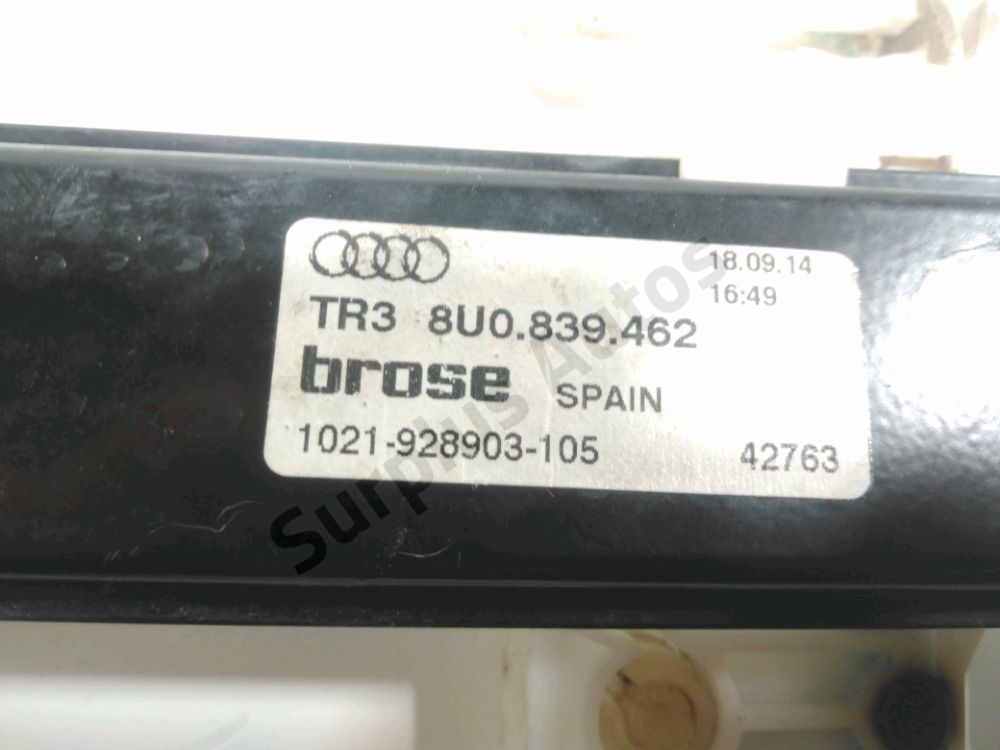 18.09.14
16:49
TR3 8U0.839.462
brose SPAIN
1021-928903-105 42763
Surplus Autos